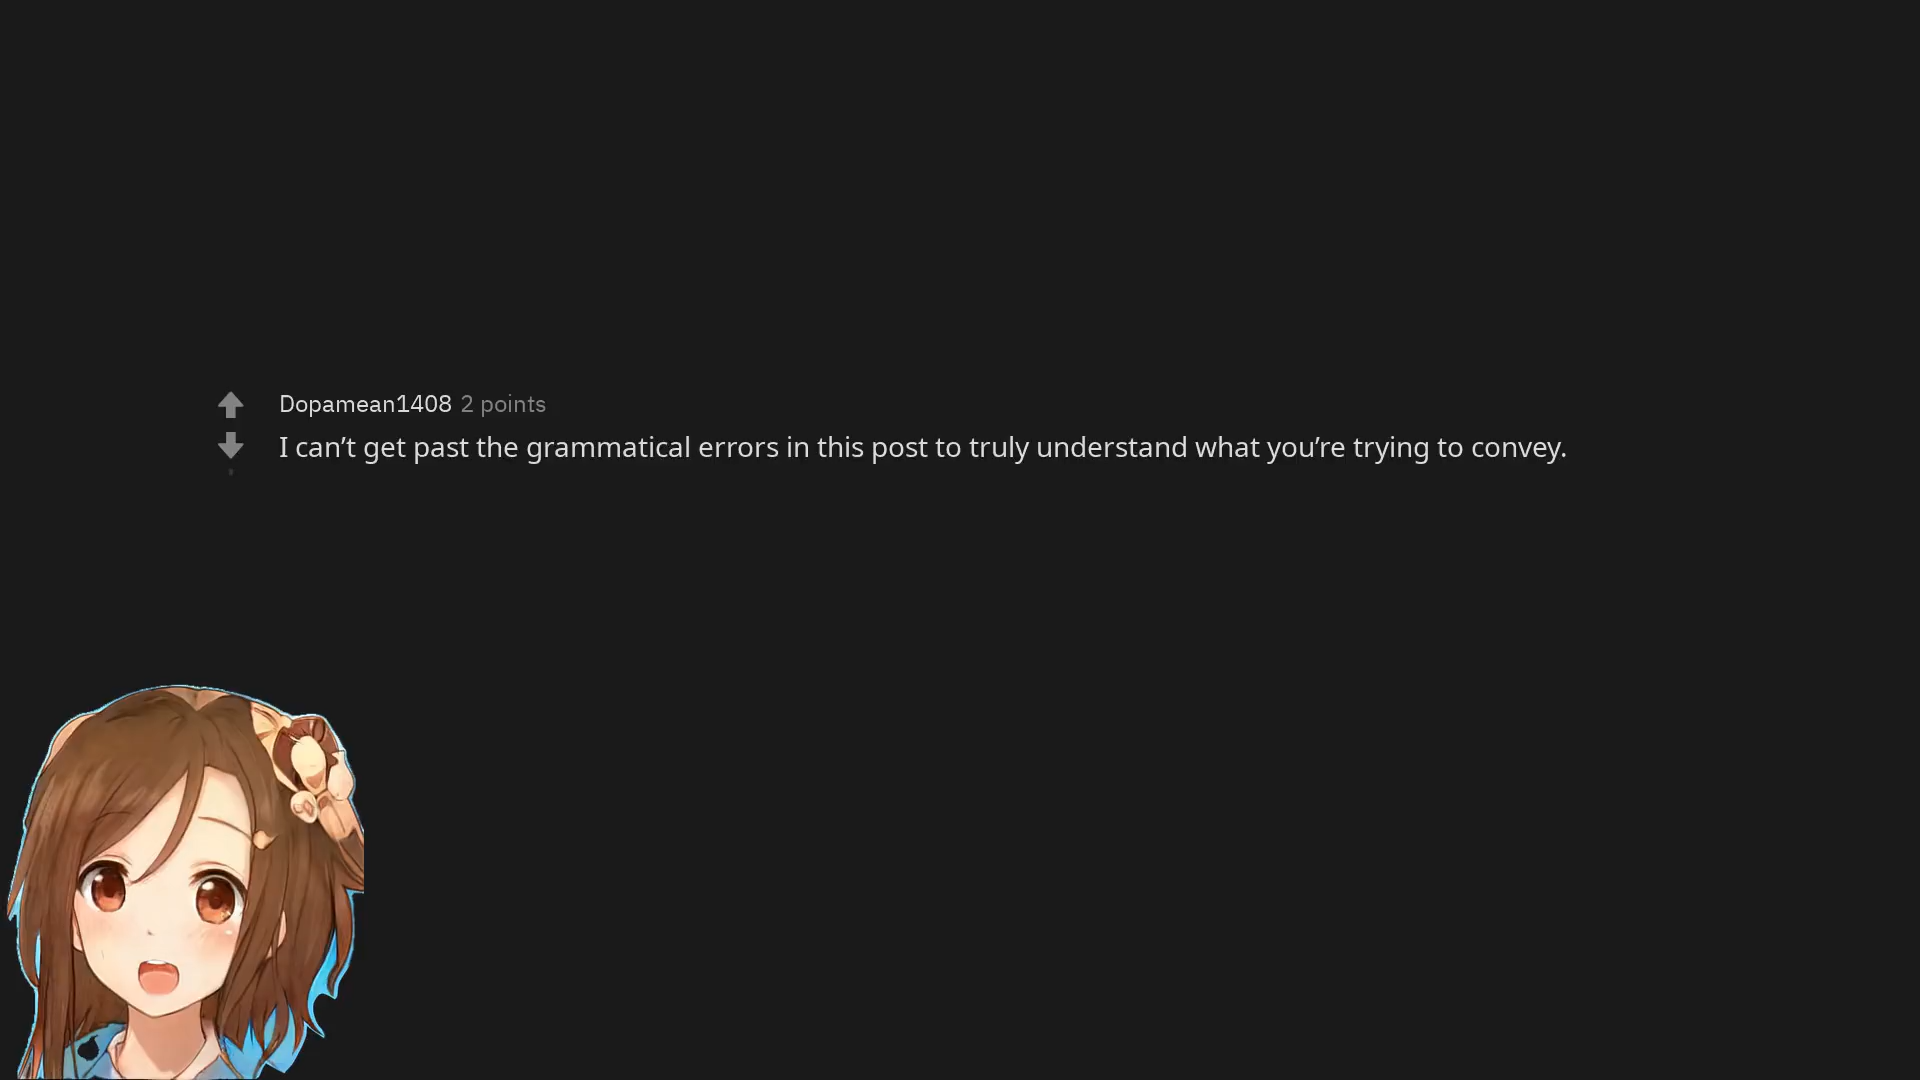 Dopamean1408 2 points
I can’t get past the grammatical errors in this post to truly understand what you’re trying to convey.